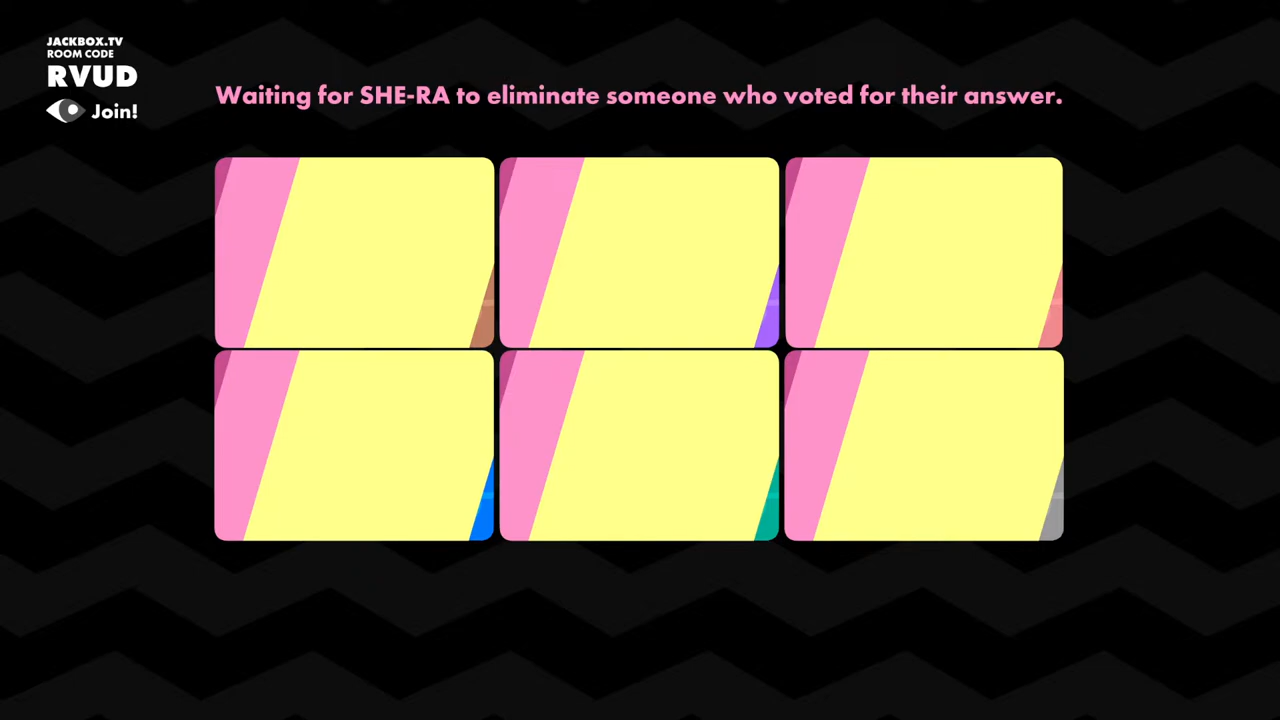 JACKBOX.TV
ROOM CODE
RVUD
Join!
Waiting for SHE-RA to eliminate someone who voted for their answer.